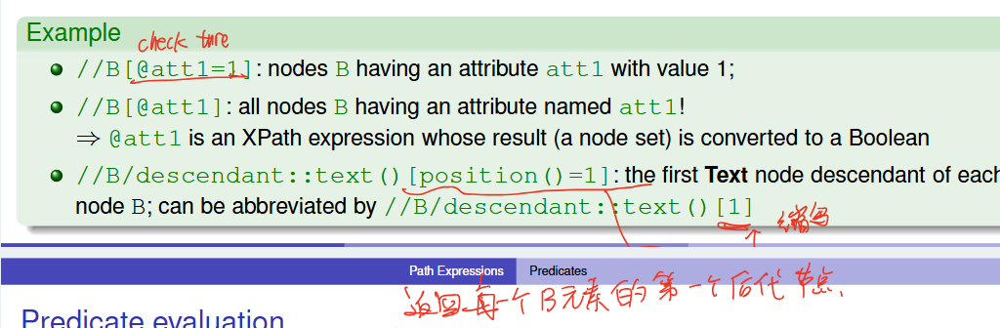 Example
check ture
//B[@att1=1]: nodes B having an attribute att1 with value 1;
//B[@att1]: all nodes B having an attribute named att1!
⇒ @att1 is an XPath expression whose result (a node set) is converted to a Boolean
//B/descendant::text()[position()=1]: the first Text node descendant of each
node B; can be abbreviated by //B/descendant::text()[1]
缩写
Path Expressions Predicates
返回每一个B元素的第一个后代节点.
Predicate evaluation